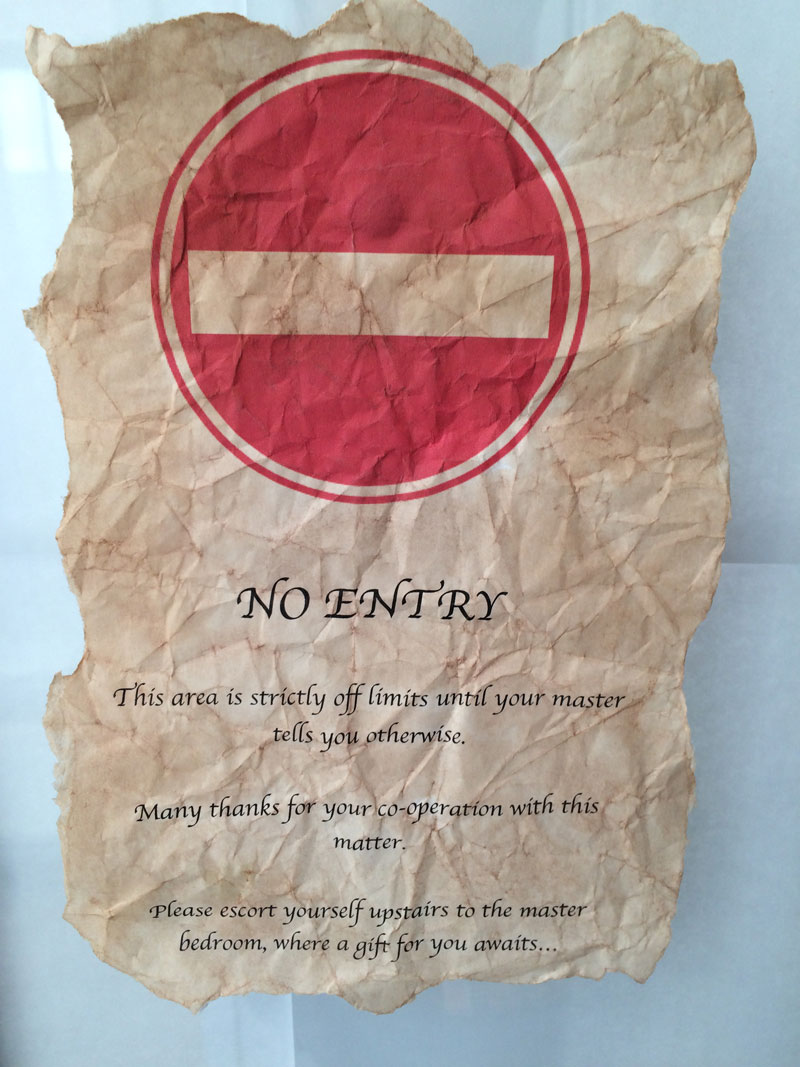 NO ENTRY
This area is strictly off limits until your master
tells you otherwise.
Many thanks for your co-operation with this
matter.
Please escort yourself upstairs to the master
bedroom, where a gift for you awaits...